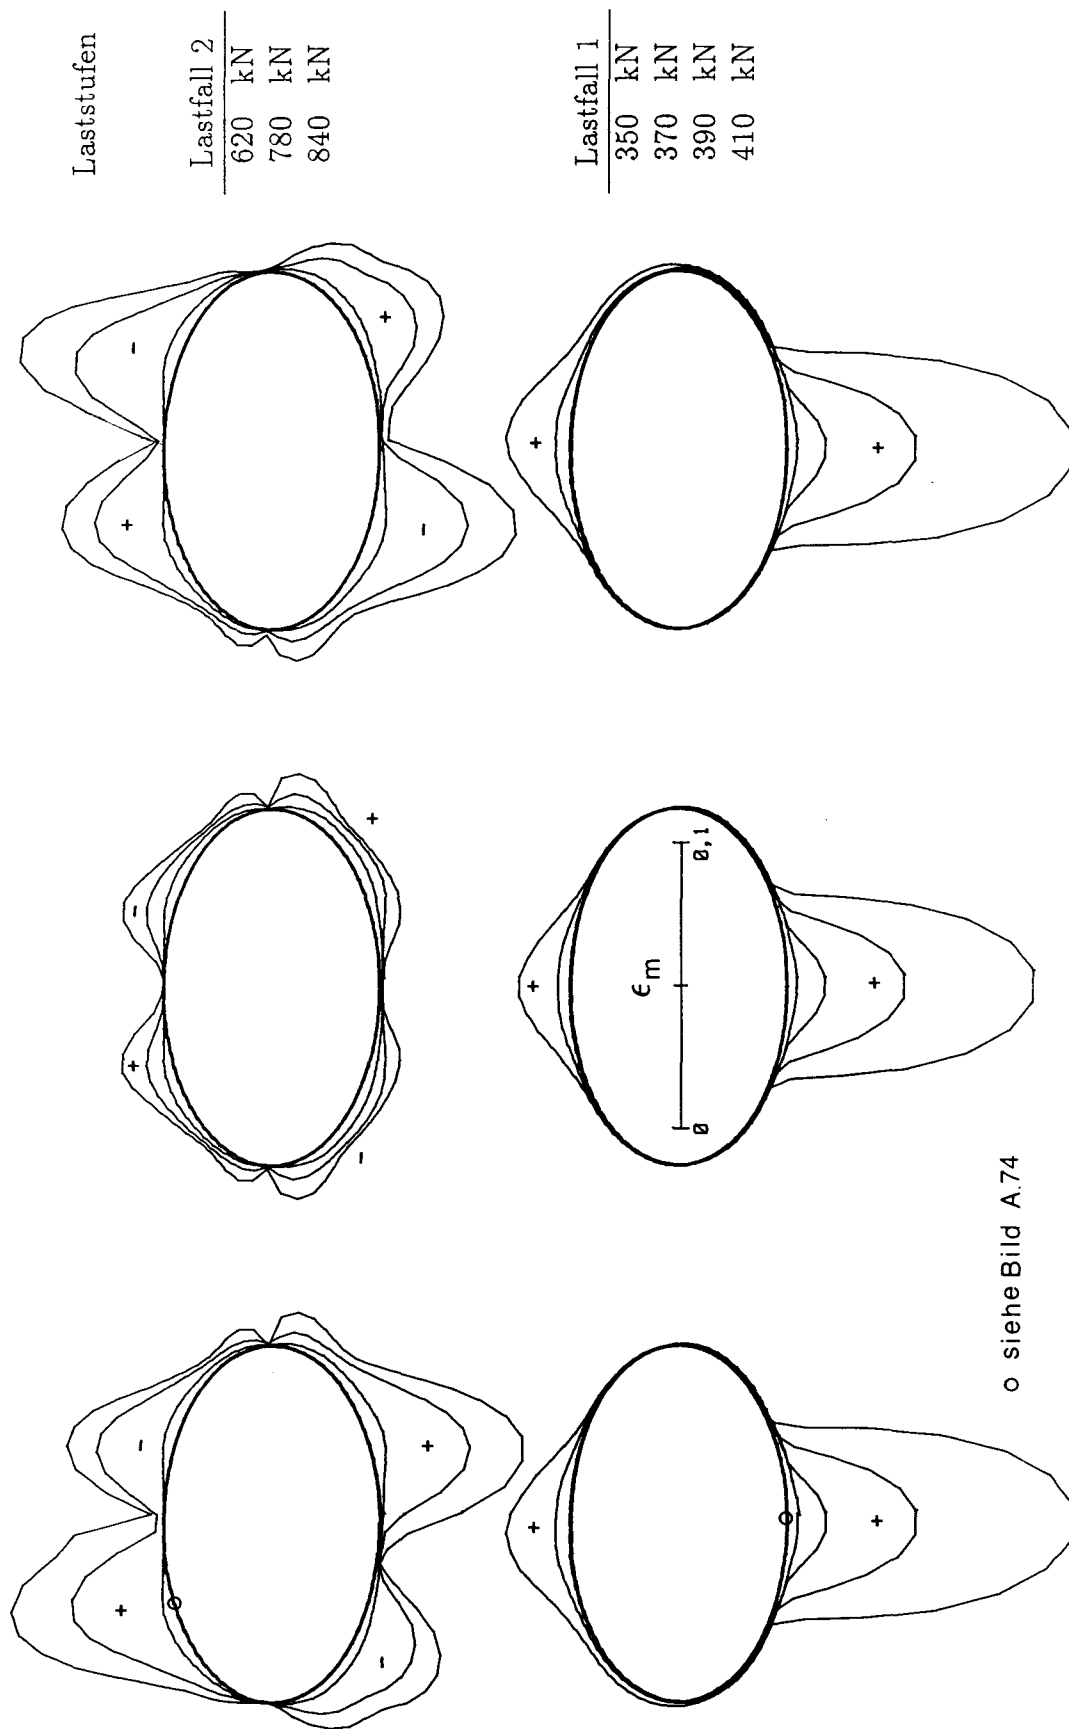 Laststufen
Lastfall 2
620 kN
780 kN
840 kN
Lastfall 1
350 kN
370 kN
390 kN
410 kN
+
-
-
+
+
-
-
+
+
-
-
+
+
+
+
+
+
+
ϵm
0
0,1
o siehe Bild A.74